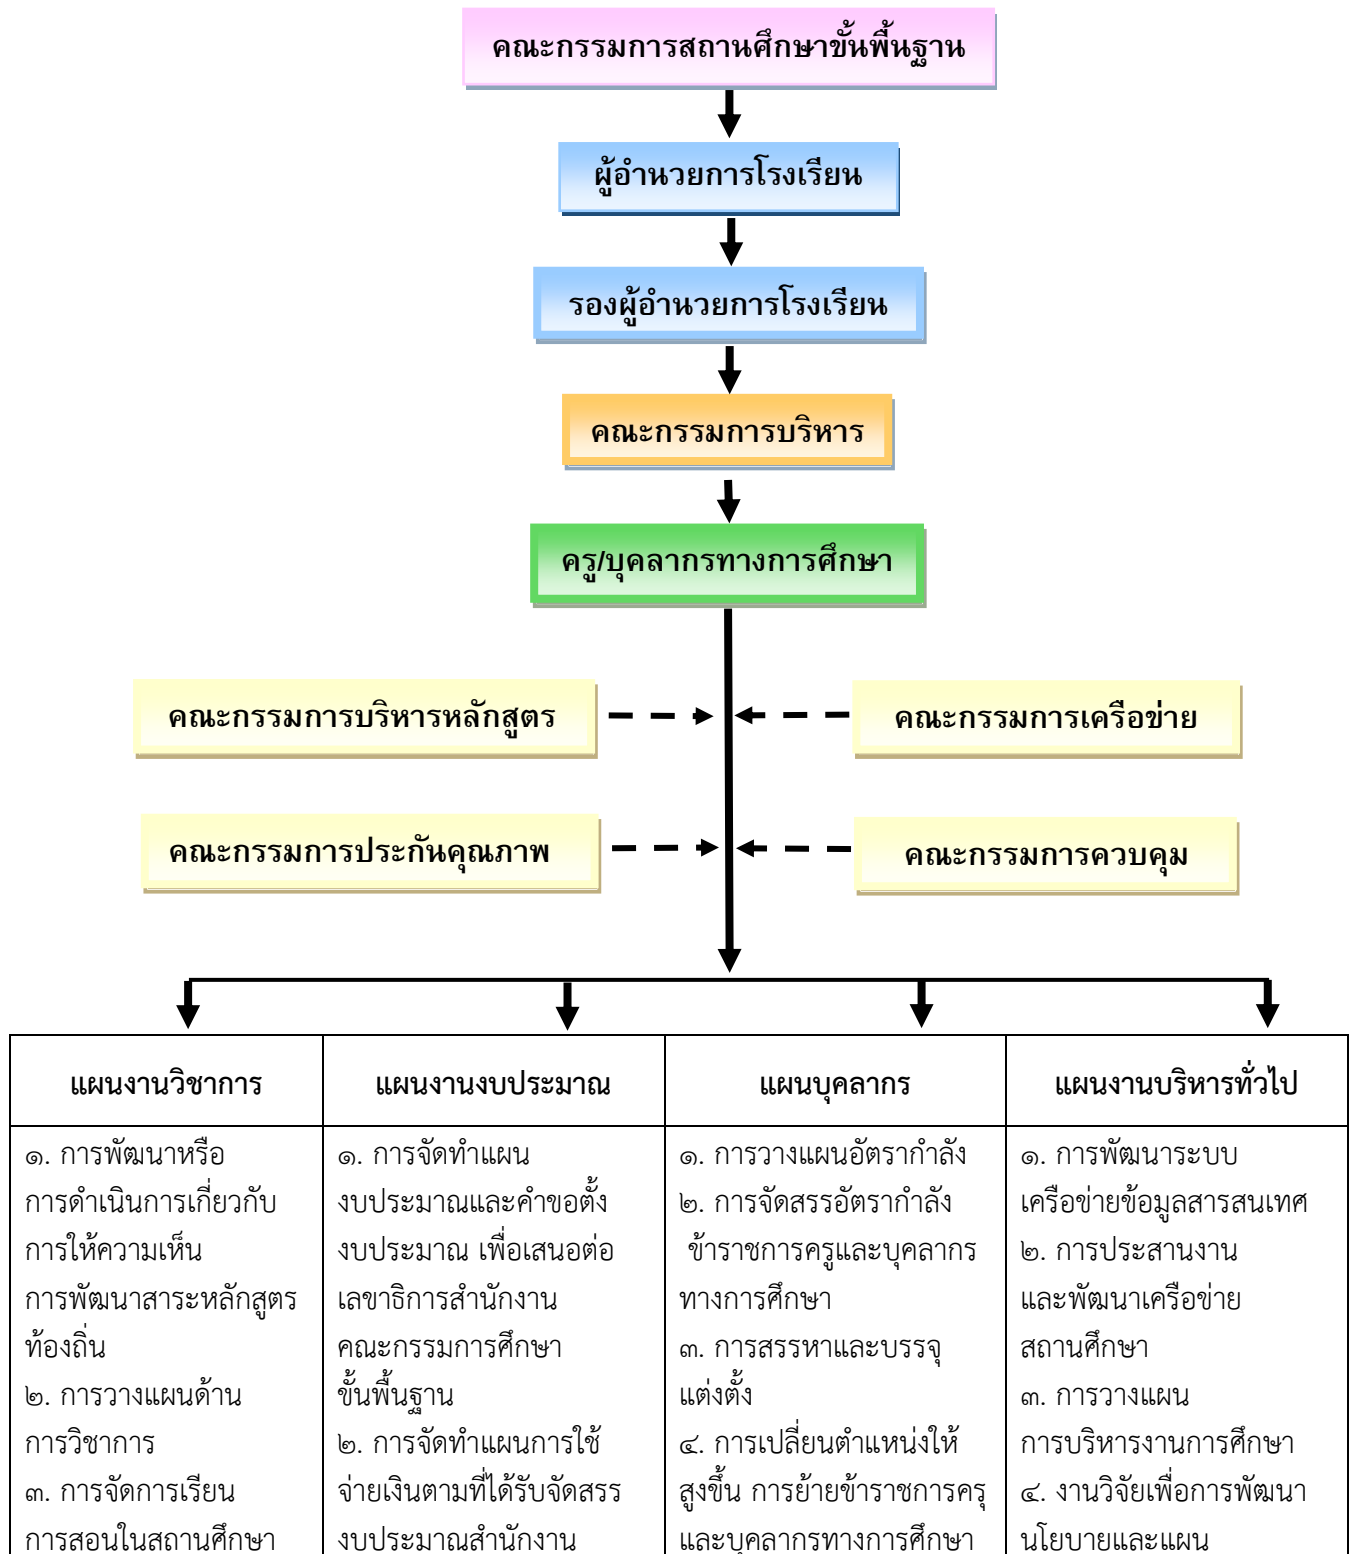 คณะกรรมการสถานศึกษาขั้นพื้นฐาน
ผู้อำนวยการโรงเรียน
รองผู้อำนวยการโรงเรียน
คณะกรรมการบริหาร
ครู/บุคลากรทางการศึกษา
คณะกรรมการบริหารหลักสูตร
คณะกรรมการเครือข่าย
คณะกรรมการประกันคุณภาพ
คณะกรรมการควบคุม
แผนงานวิชาการ
๑. การพัฒนาหรือ
การดำเนินการเกี่ยวกับ
การให้ความเห็น
การพัฒนาสาระหลักสูตร
ท้องถิ่น
๒. การวางแผนด้าน
การวิชาการ
๓. การจัดการเรียน
การสอนในสถานศึกษา
แผนงานงบประมาณ
๑. การจัดทำแผน
งบประมาณและคำขอตั้ง
งบประมาณ เพื่อเสนอต่อ
เลขาธิการสำนักงาน
คณะกรรมการศึกษา
ขั้นพื้นฐาน
๒. การจัดทำแผนการใช้
จ่ายเงินตามที่ได้รับจัดสรร
งบประมาณสำนักงาน
แผนบุคลากร
๑. การวางแผนอัตรากำลัง
๒. การจัดสรรอัตรากำลัง
ข้าราชการครูและบุคลากร
ทางการศึกษา
๓. การสรรหาและบรรจุ
แต่งตั้ง
๔. การเปลี่ยนตำแหน่งให้
สูงขึ้น การย้ายข้าราชการครุ
และบุคลากรทางการศึกษา
แผนงานบริหารทั่วไป
๑. การพัฒนาระบบ
เครือข่ายข้อมูลสารสนเทศ
๒. การประสานงาน
และพัฒนาเครือข่าย
สถานศึกษา
๓. การวางแผน
การบริหารงานการศึกษา
๔. งานวิจัยเพื่อการพัฒนา
นโยบายและแผน